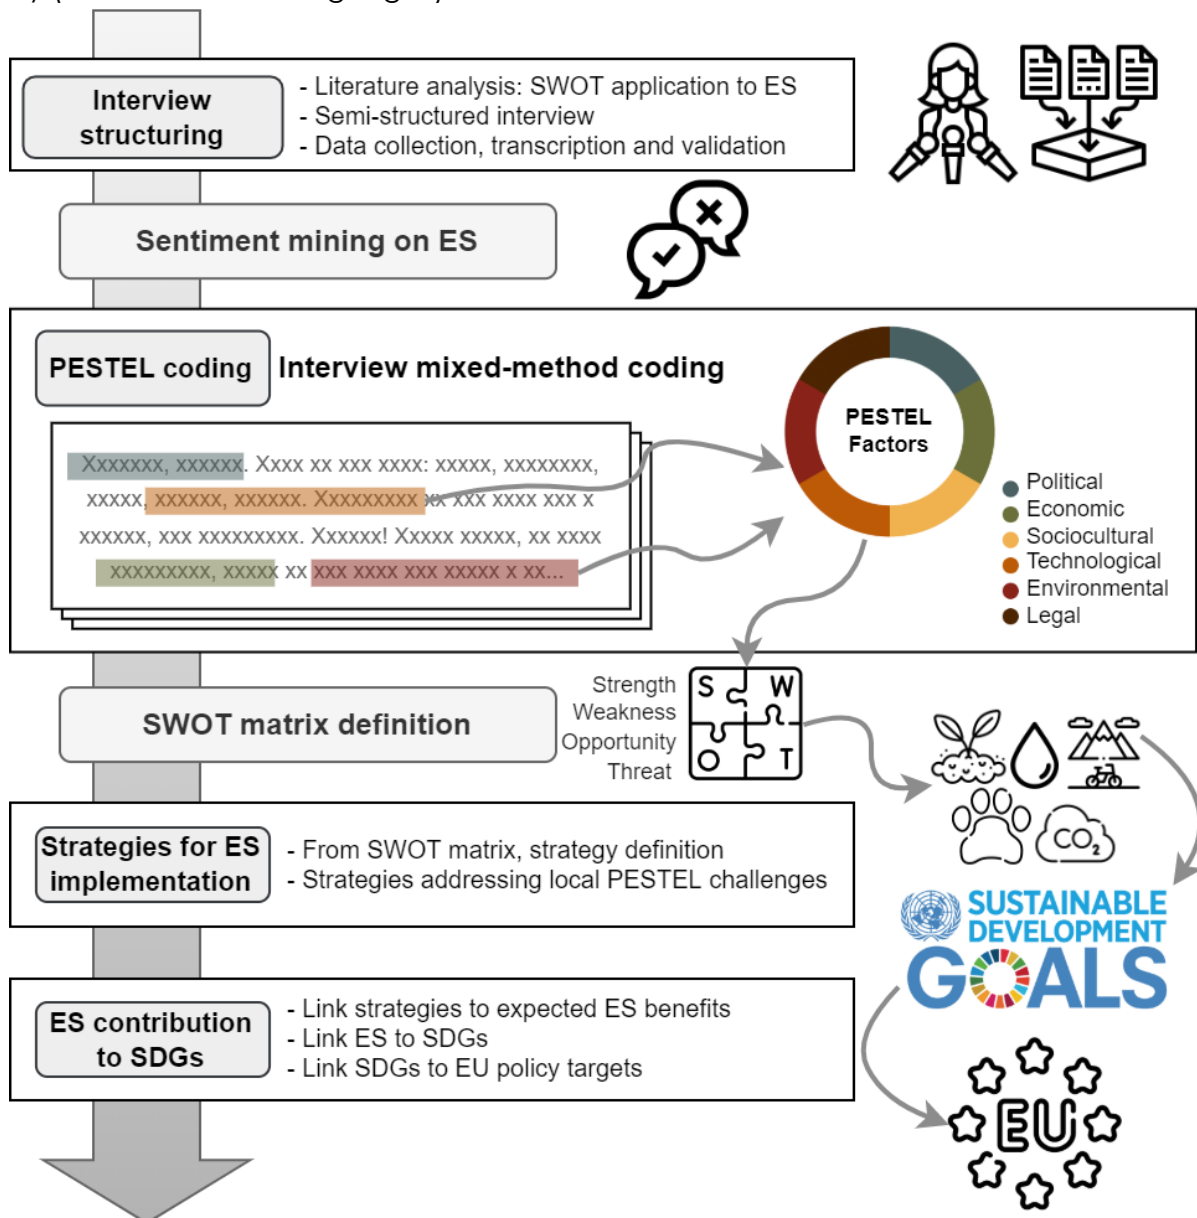 Interview
structuring
- Literature analysis: SWOT application to ES
- Semi-structured interview
- Data collection, transcription and validation
Sentiment mining on ES
PESTEL coding
Interview mixed-method coding
Xxxxxxx, xxxxxx. Xxxx xx xxx xxxx: xxxxx, xxxxxxxx,
xxxxx, xxxxxx, xxxxxx. Xxxxxxxxx xx xxx xxxx xxx x
xxxxxx, xxx xxxxxxxxx. Xxxxxx! Xxxxx xxxxx, xx xxxx
xxxxxxxxx, xxxxx xx xxx xxxx xxx xxxxx x xx...
PESTEL
Factors
Political
Economic
Sociocultural
Technological
Environmental
Legal
SWOT matrix definition
Strength
Weakness
Opportunity
Threat
S W
O T
CO2
Strategies for ES
implementation
- From SWOT matrix, strategy definition
- Strategies addressing local PESTEL challenges
SUSTAINABLE
DEVELOPMENT
GOALS
ES contribution
to SDGs
- Link strategies to expected ES benefits
- Link ES to SDGs
- Link SDGs to EU policy targets
EU